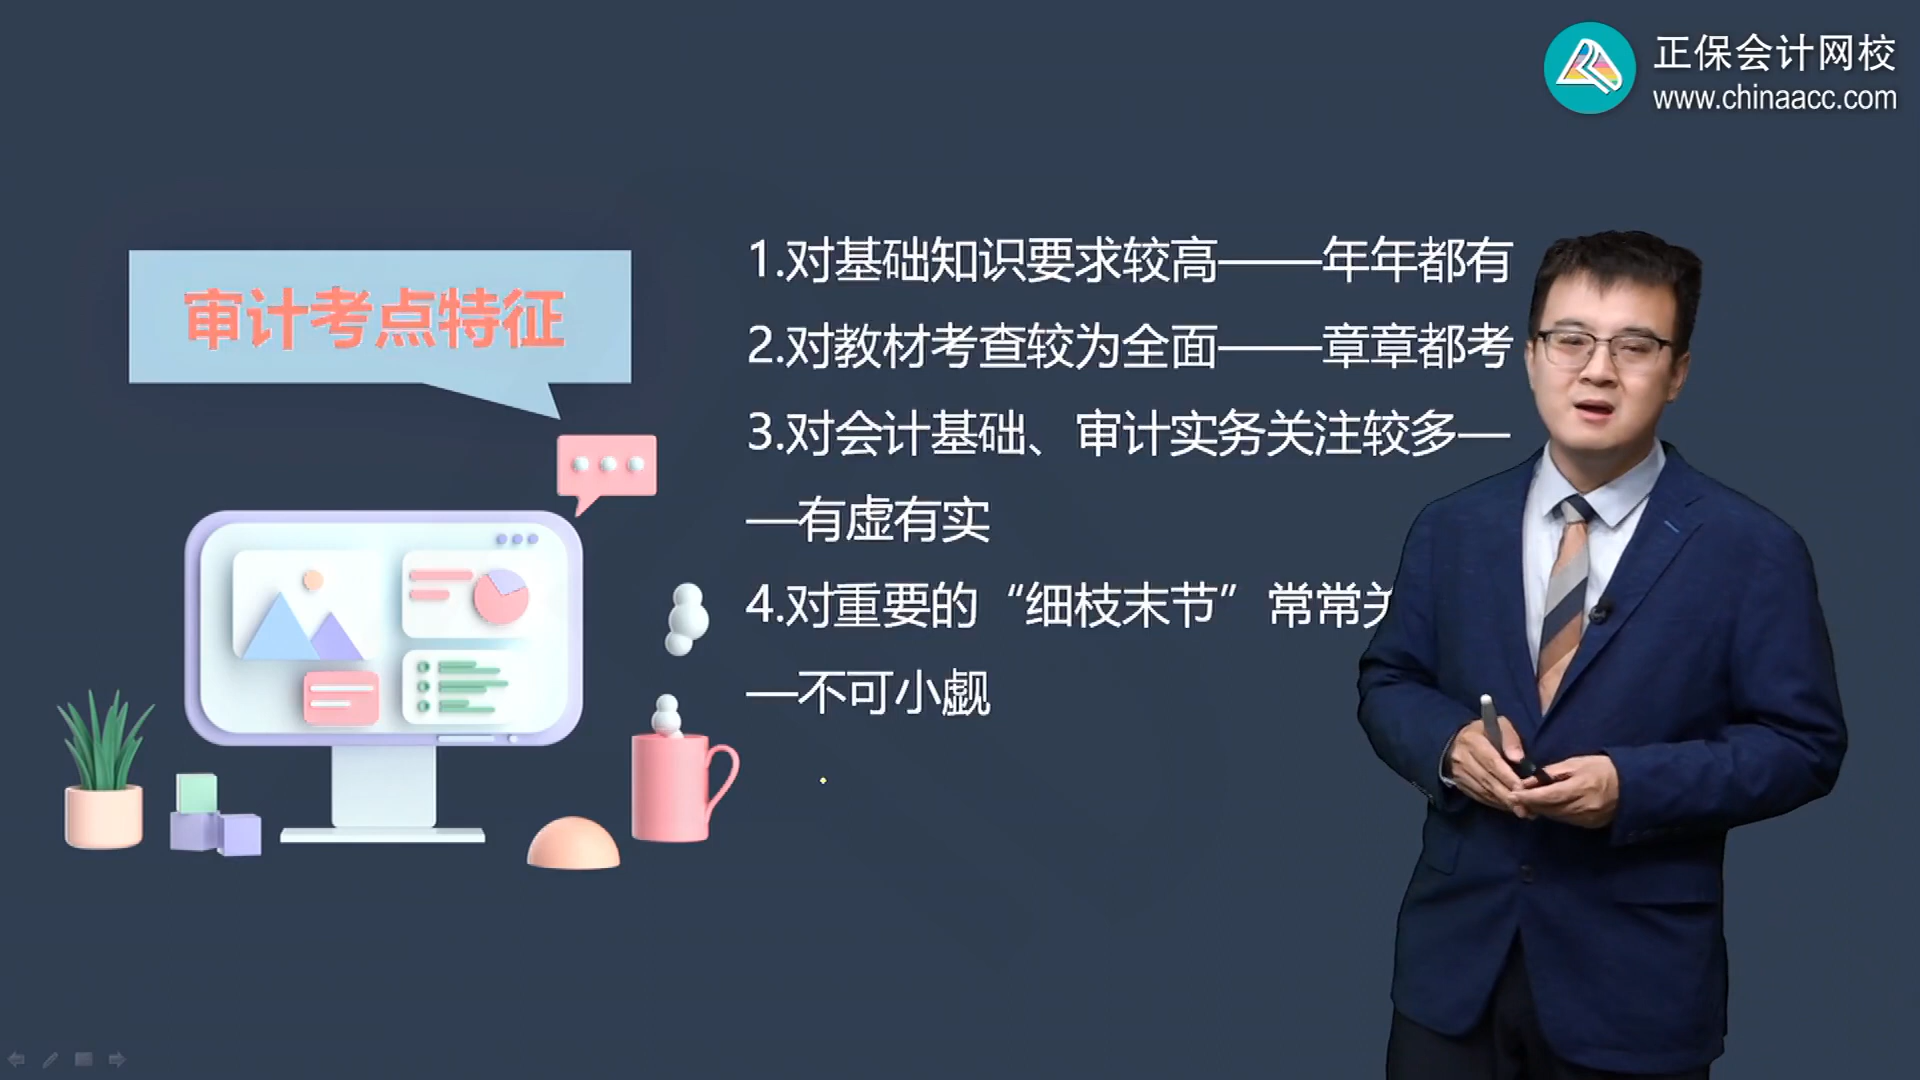 正保会计网校
www.chinaacc.com
审计考点特征
1.对基础知识要求较高——年年都有
2.对教材考查较为全面——章章都考
3.对会计基础、审计实务关注较多—
—有虚有实
4.对重要的“细枝末节”常常关
—不可小觑